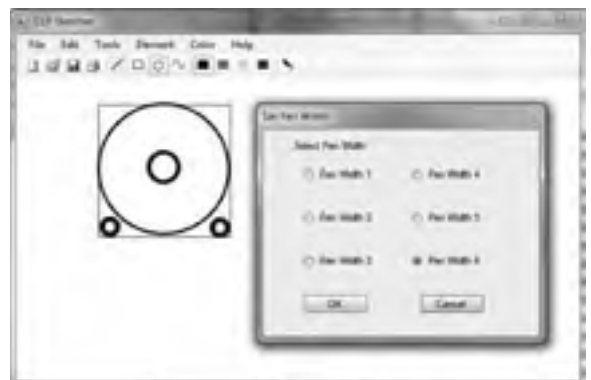 CLR Sketcher
File Edit Tools Element Color Help
Set Pen Width
Select Pen Width
Pen Width 1 Pen Width 4
Pen Width 2 Pen Width 5
Pen Width 3 Pen Width 6
OK Cancel